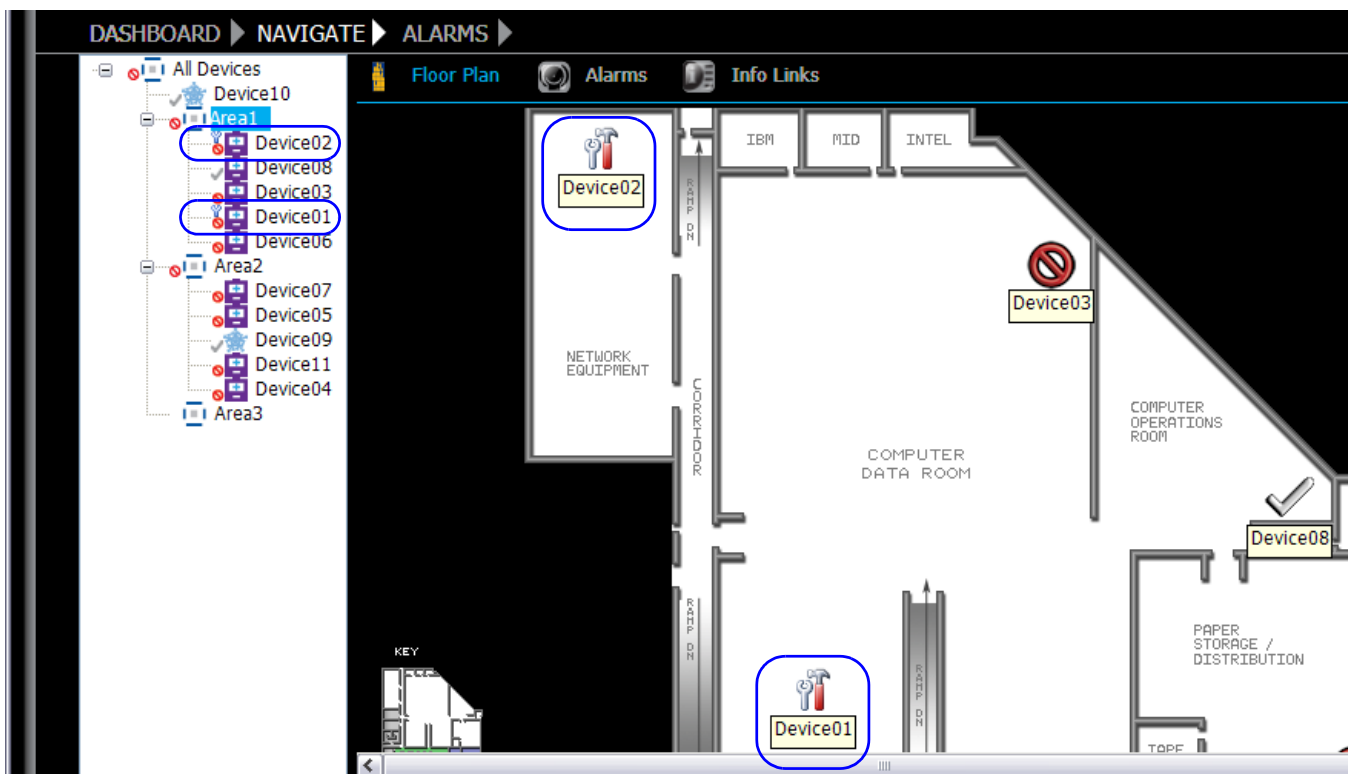 DASHBOARD NAVIGATE ALARMS
All Devices
Device10
Area1
Device02
Device08
Device03
Device01
Device06
Area2
Device07
Device05
Device09
Device11
Device04
Area3
Floor Plan Alarms Info Links
IBM MID INTEL
Device02
RAMP DN
Device03
NETWORK
EQUIPMENT
CORRIDOR
COMPUTER
DATA ROOM
COMPUTER
OPERATIONS
ROOM
Device08
RAMP DN
PAPER
STORAGE /
DISTRIBUTION
KEY
RAMP DN
Device01
TAPE